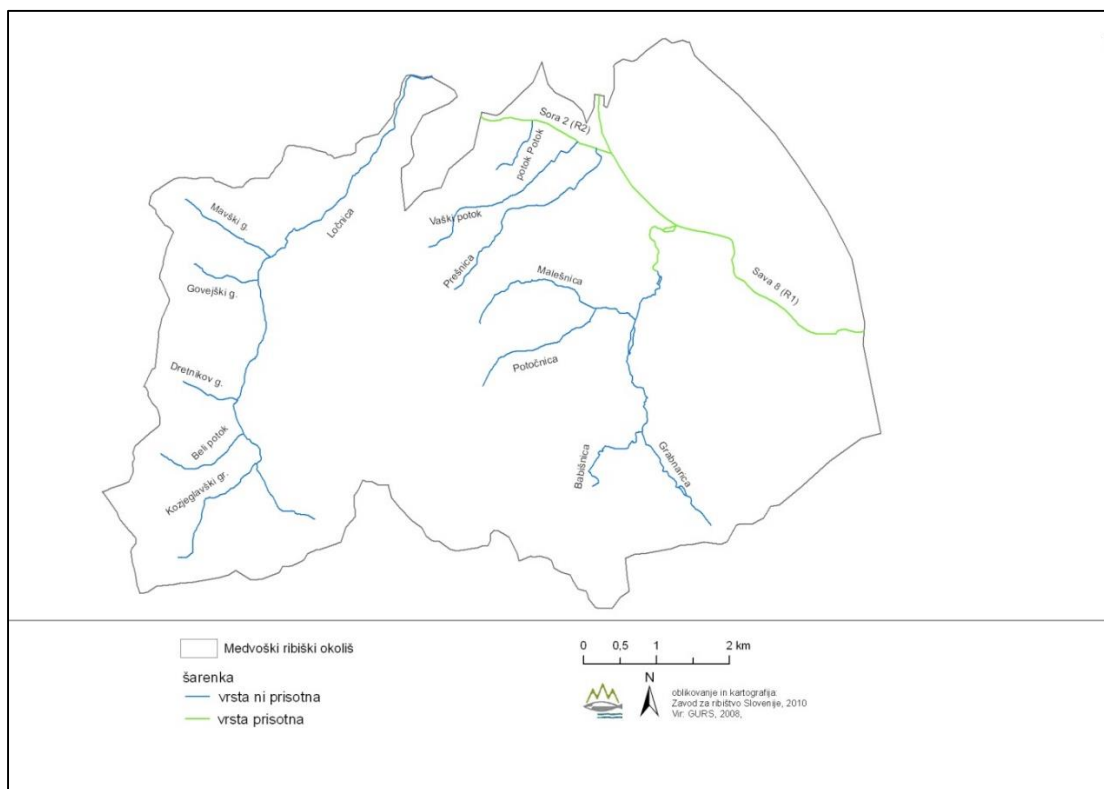 Sora 2 (R2)
potok Potok
Vaški potok
Prešnica
Ločnica
Mavški g.
Govejški g.
Malešnica
Sava 8 (R1)
Potočnica
Dretnikov g.
Beli potok
Kozjeglavški gr.
Babišnica
Grabnarica
Medvoški ribiški okoliš
šarenka
vrsta ni prisotna
vrsta prisotna
0 0,5 1 2 km
N
oblikovanje in kartografija:
Zavod za ribištvo Slovenije, 2010
Vir: GURS, 2008,